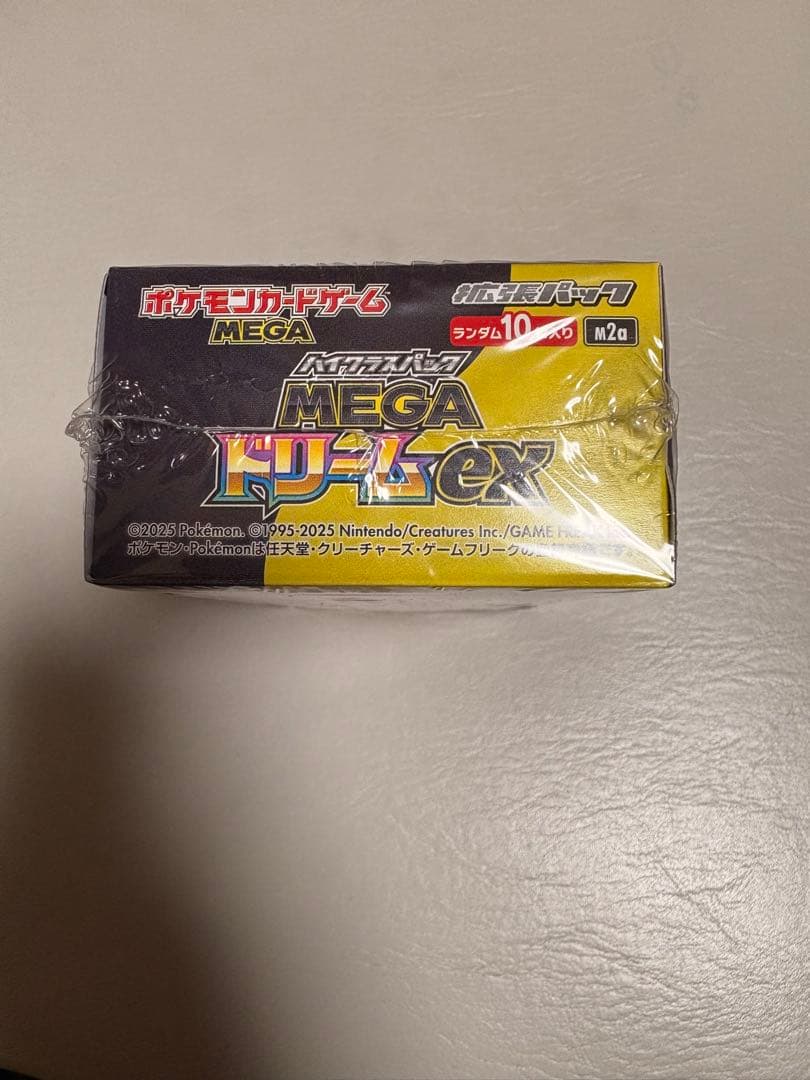 ポケモンカードゲーム
MEGA
拡張パック
ランダム10 入り
M2a
ハイクラスパック
MEGA
ドリームex
©2025 Pokémon. ©1995-2025 Nintendo/Creatures Inc./GAME
ポケモン・Pokémonは任天堂・クリーチャーズ・ゲームフリークの です。